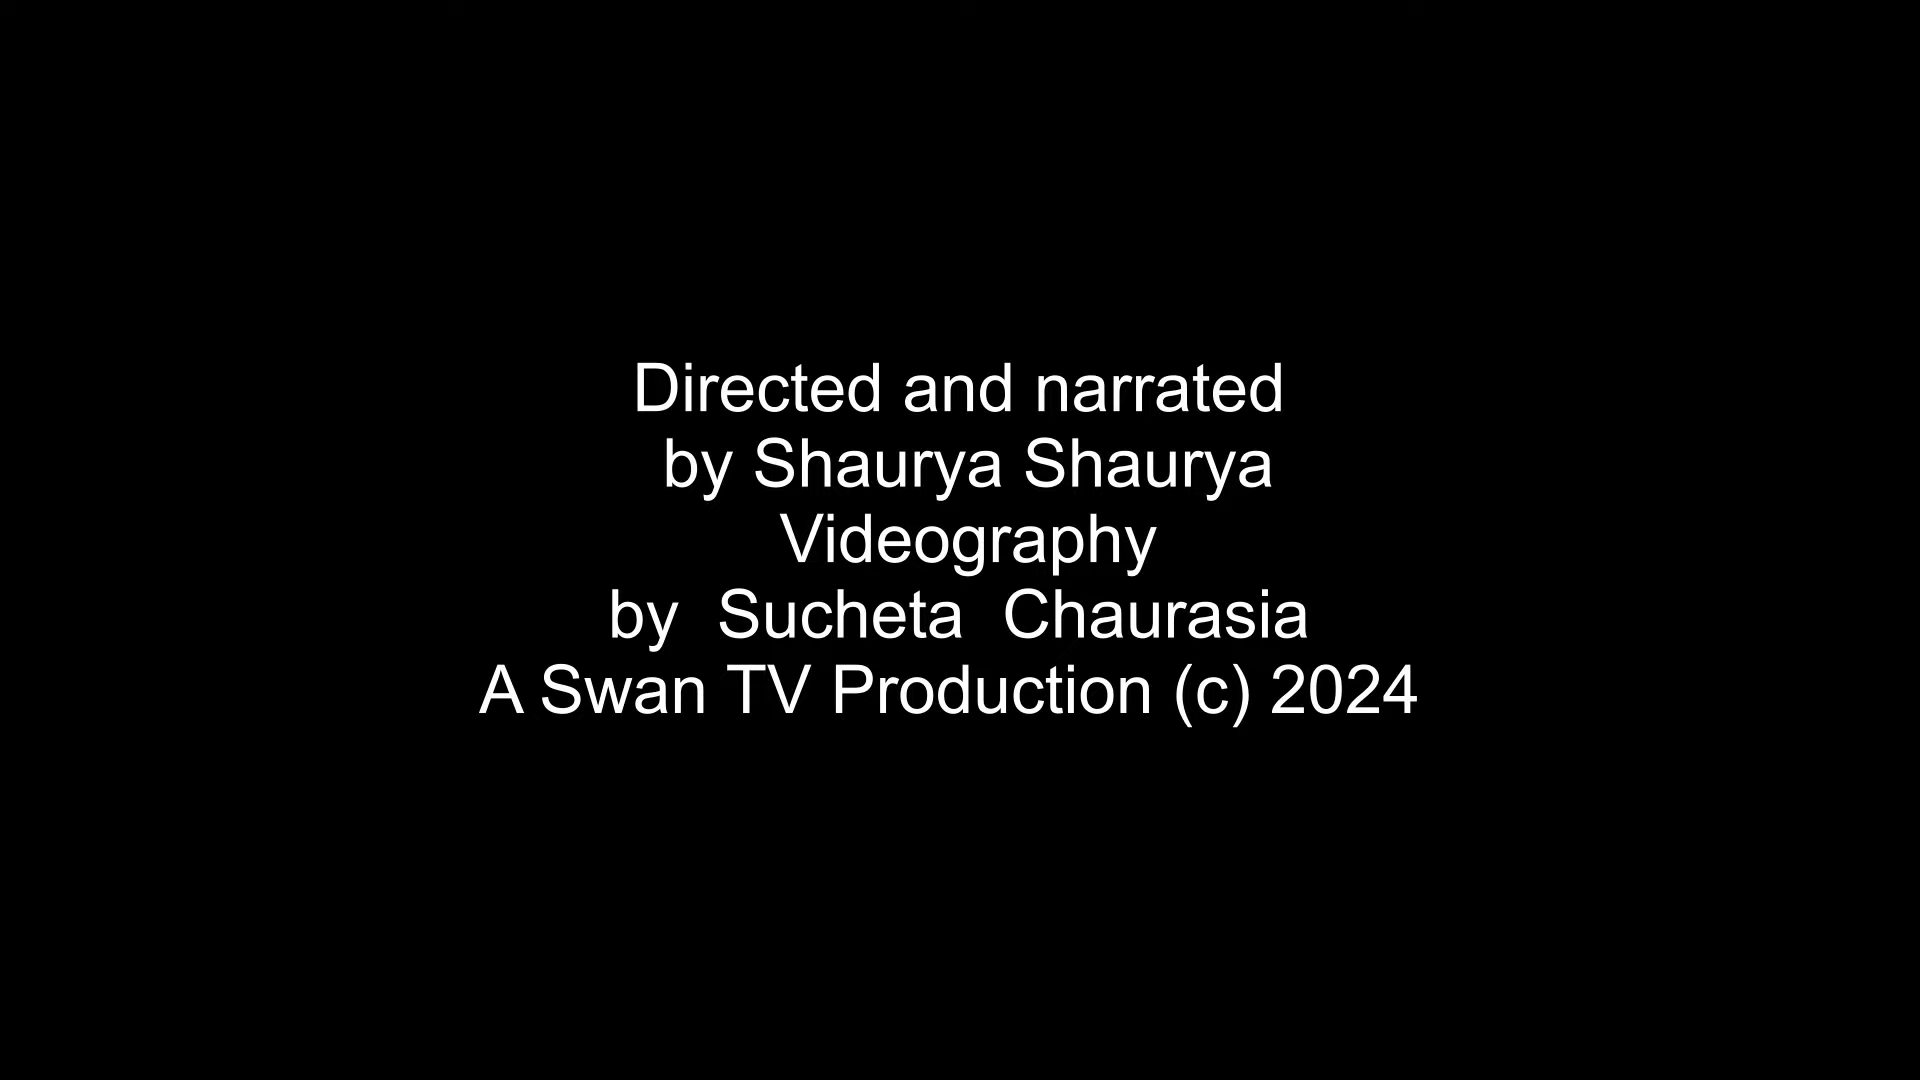 Directed and narrated
by Shaurya Shaurya
Videography
by Sucheta Chaurasia
A Swan TV Production (c) 2024